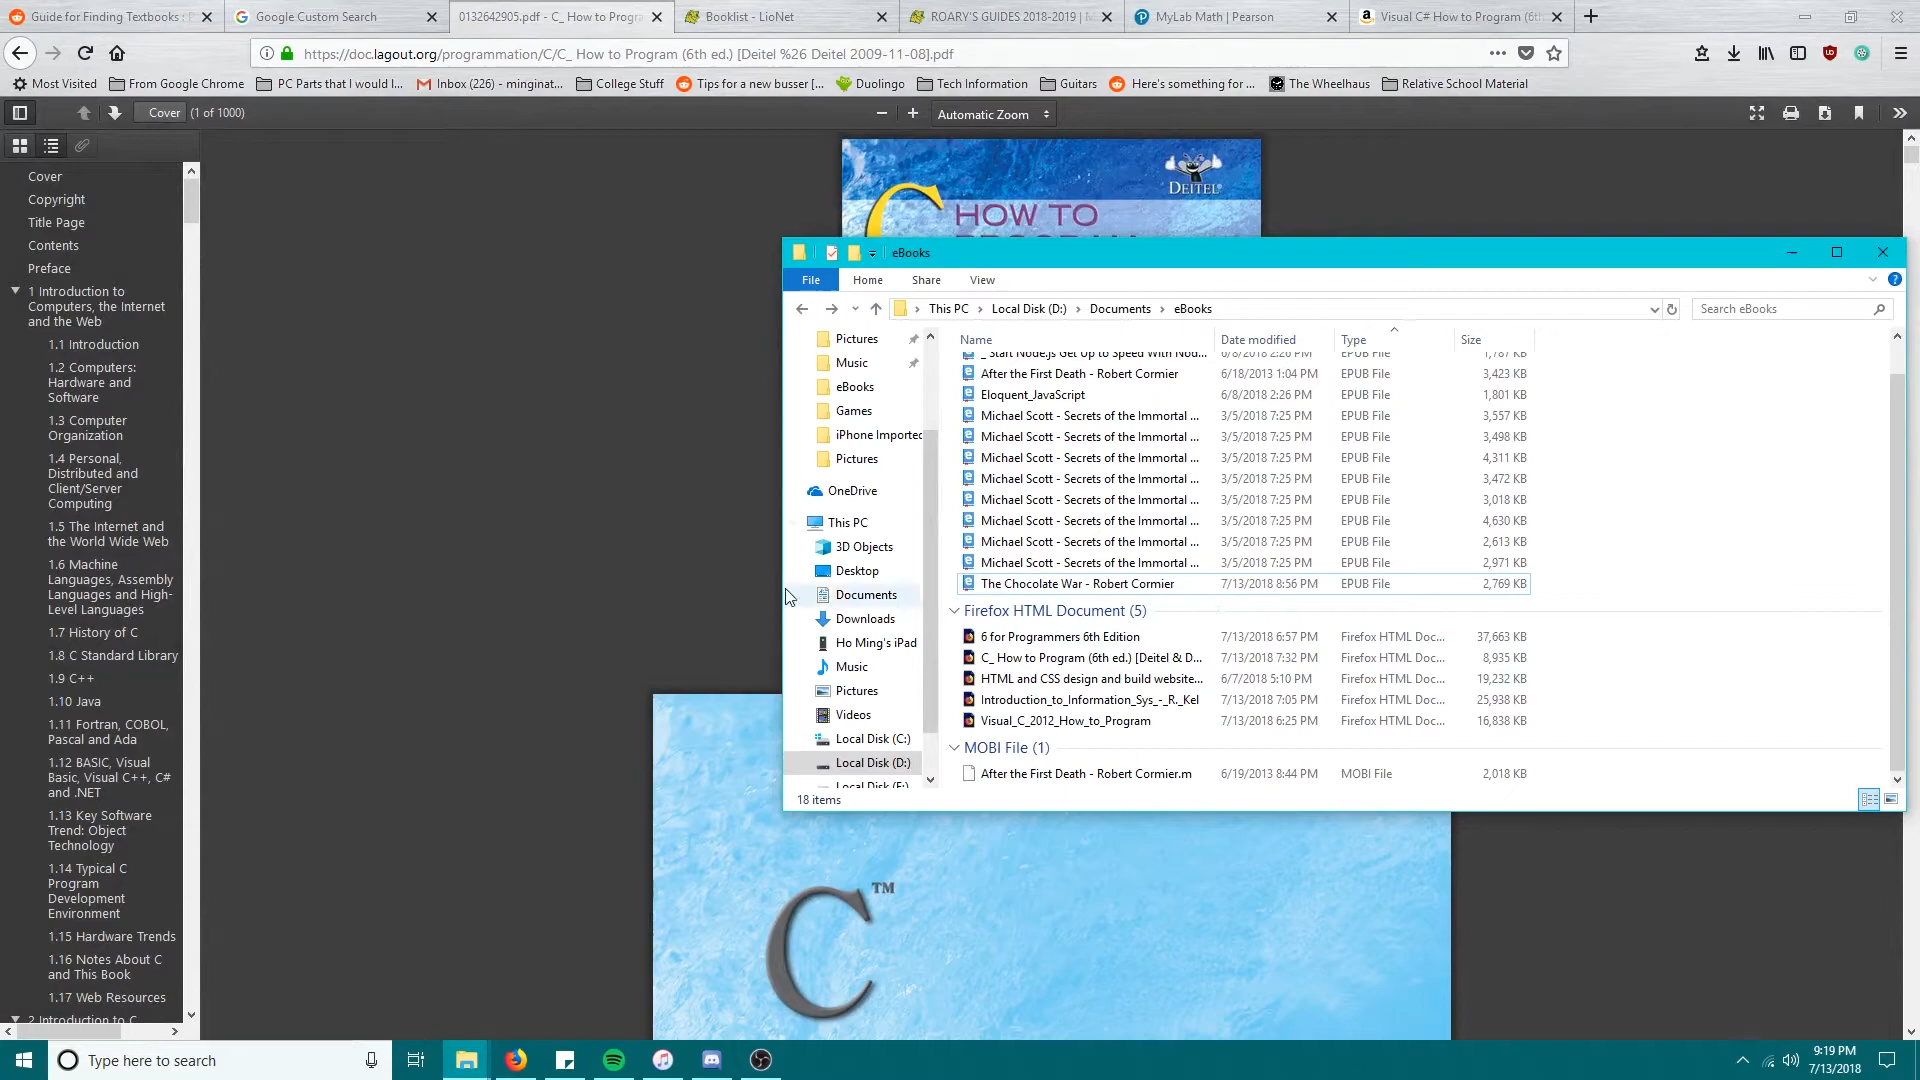 Guide for Finding Textbooks : P
Google Custom Search
0132642905.pdf - C_ How to Progra
Booklist - LioNet
ROARY'S GUIDES 2018-2019 | M
MyLab Math | Pearson
Visual C# How to Program (6th
https://doc.lagout.org/programmation/C/C_ How to Program (6th ed.) [Deitel %26 Deitel 2009-11-08].pdf
Most Visited
From Google Chrome
PC Parts that I would l...
Inbox (226) - minginat...
College Stuff
Tips for a new busser [...
Duolingo
Tech Information
Guitars
Here's something for ...
The Wheelhaus
Relative School Material
Cover
(1 of 1000)
Automatic Zoom
Cover
Copyright
Title Page
Contents
Preface
1 Introduction to
Computers, the Internet
and the Web
1.1 Introduction
1.2 Computers:
Hardware and
Software
1.3 Computer
Organization
1.4 Personal,
Distributed and
Client/Server
Computing
1.5 The Internet and
the World Wide Web
1.6 Machine
Languages, Assembly
Languages and High-
Level Languages
1.7 History of C
1.8 C Standard Library
1.9 C++
1.10 Java
1.11 Fortran, COBOL,
Pascal and Ada
1.12 BASIC, Visual
Basic, Visual C++, C#
and .NET
1.13 Key Software
Trend: Object
Technology
1.14 Typical C
Program
Development
Environment
1.15 Hardware Trends
1.16 Notes About C
and This Book
1.17 Web Resources
2 Introduction to C
DEITEL®
C
HOW TO
eBooks
File
Home
Share
View
This PC > Local Disk (D:) > Documents > eBooks
Search eBooks
Pictures
Music
eBooks
Games
iPhone Imported
Pictures
OneDrive
This PC
3D Objects
Desktop
Documents
Downloads
Ho Ming's iPad
Music
Pictures
Videos
Local Disk (C:)
Local Disk (D:)
Local Disk (E:)
Name Date modified Type Size
_ Start Node.js Get Up to Speed With Nod... 6/8/2018 2:26 PM EPUB File 1,787 KB
After the First Death - Robert Cormier 6/18/2013 1:04 PM EPUB File 3,423 KB
Eloquent_JavaScript 6/8/2018 2:26 PM EPUB File 1,801 KB
Michael Scott - Secrets of the Immortal ... 3/5/2018 7:25 PM EPUB File 3,557 KB
Michael Scott - Secrets of the Immortal ... 3/5/2018 7:25 PM EPUB File 3,498 KB
Michael Scott - Secrets of the Immortal ... 3/5/2018 7:25 PM EPUB File 4,311 KB
Michael Scott - Secrets of the Immortal ... 3/5/2018 7:25 PM EPUB File 3,472 KB
Michael Scott - Secrets of the Immortal ... 3/5/2018 7:25 PM EPUB File 3,018 KB
Michael Scott - Secrets of the Immortal ... 3/5/2018 7:25 PM EPUB File 4,630 KB
Michael Scott - Secrets of the Immortal ... 3/5/2018 7:25 PM EPUB File 2,613 KB
Michael Scott - Secrets of the Immortal ... 3/5/2018 7:25 PM EPUB File 2,971 KB
The Chocolate War - Robert Cormier 7/13/2018 8:56 PM EPUB File 2,769 KB
Firefox HTML Document (5)
6 for Programmers 6th Edition 7/13/2018 6:57 PM Firefox HTML Doc... 37,663 KB
C_ How to Program (6th ed.) [Deitel & D... 7/13/2018 7:32 PM Firefox HTML Doc... 8,935 KB
HTML and CSS design and build website... 6/7/2018 5:10 PM Firefox HTML Doc... 19,232 KB
Introduction_to_Information_Sys_-_R._Kel 7/13/2018 7:05 PM Firefox HTML Doc... 25,938 KB
Visual_C_2012_How_to_Program 7/13/2018 6:25 PM Firefox HTML Doc... 16,838 KB
MOBI File (1)
After the First Death - Robert Cormier.m 6/19/2013 8:44 PM MOBI File 2,018 KB
18 items
C™
Type here to search
9:19 PM
7/13/2018